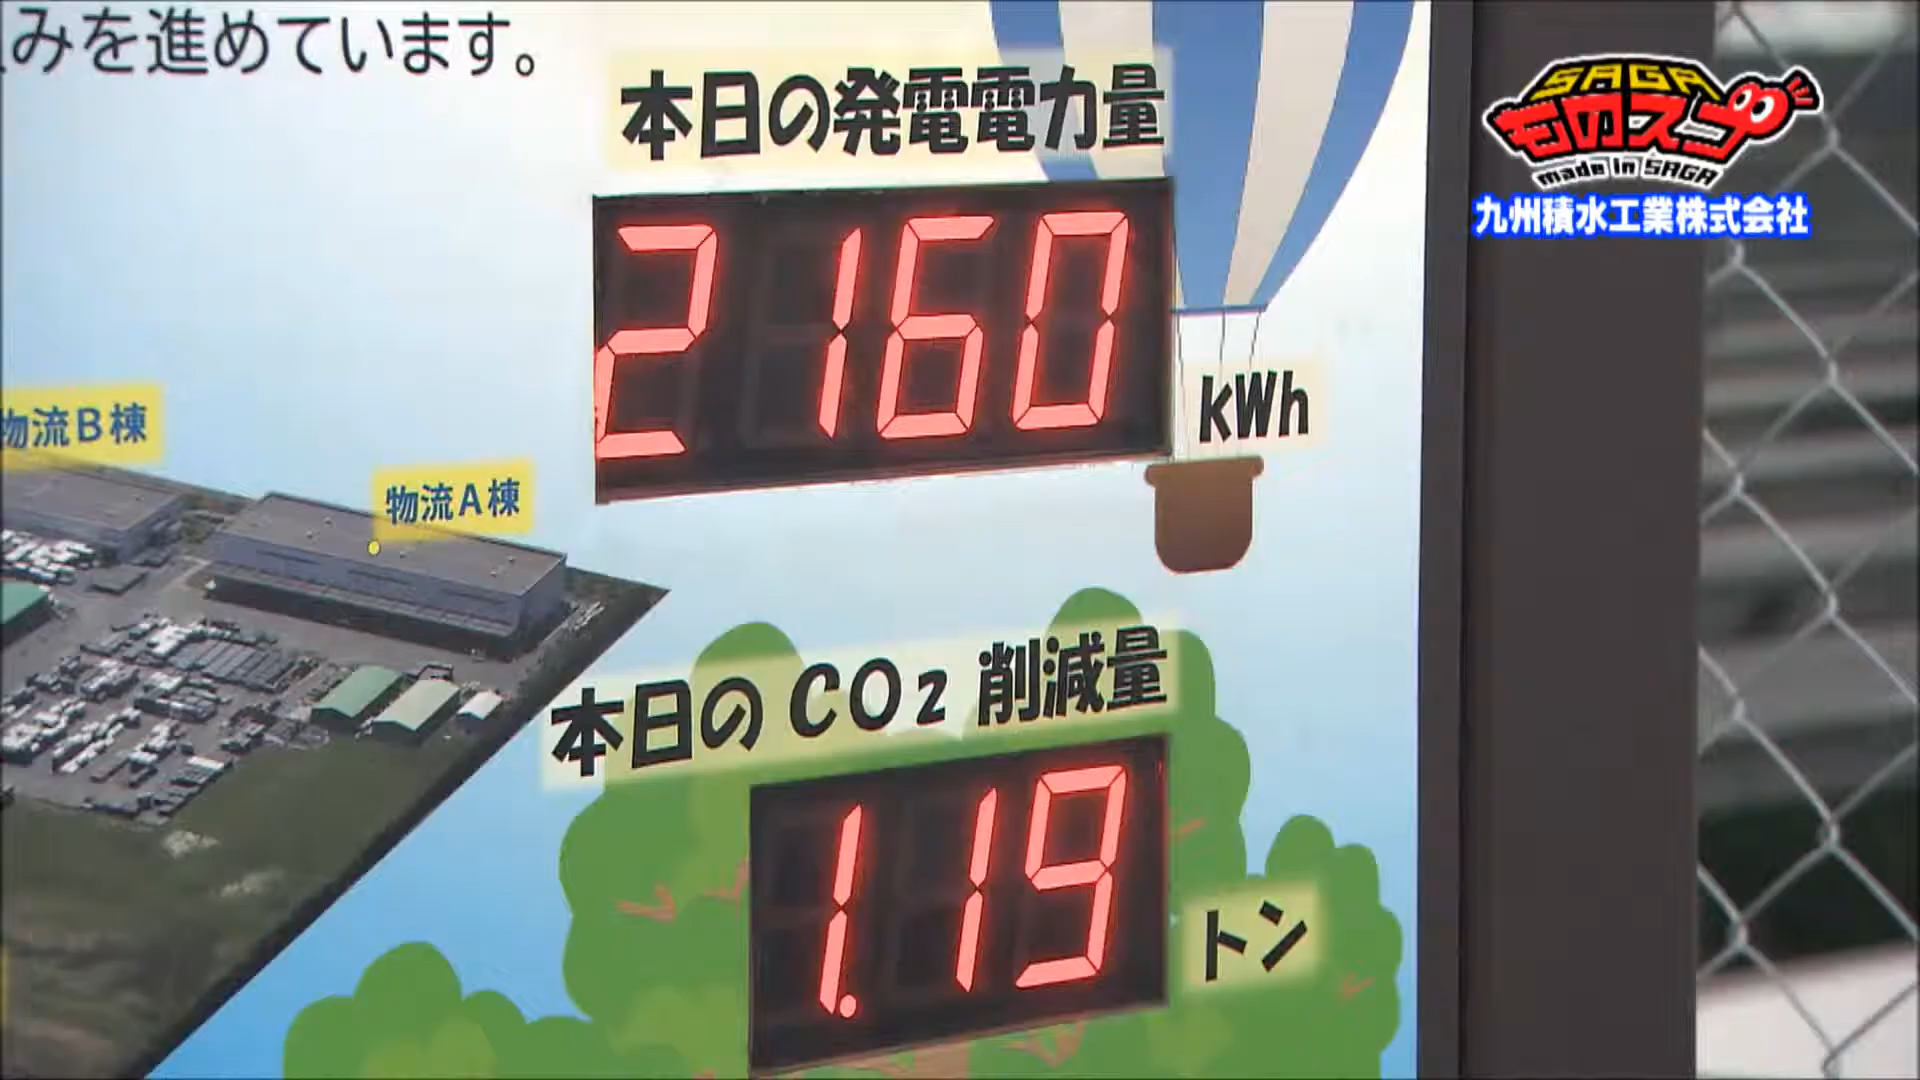 みを進めています。
本日の発電電力量
2160
kWh
物流B棟
物流A棟
本日のCO2削減量
1.19
トン
SAGA
ものスゴ
made in SAGA
九州積水工業株式会社